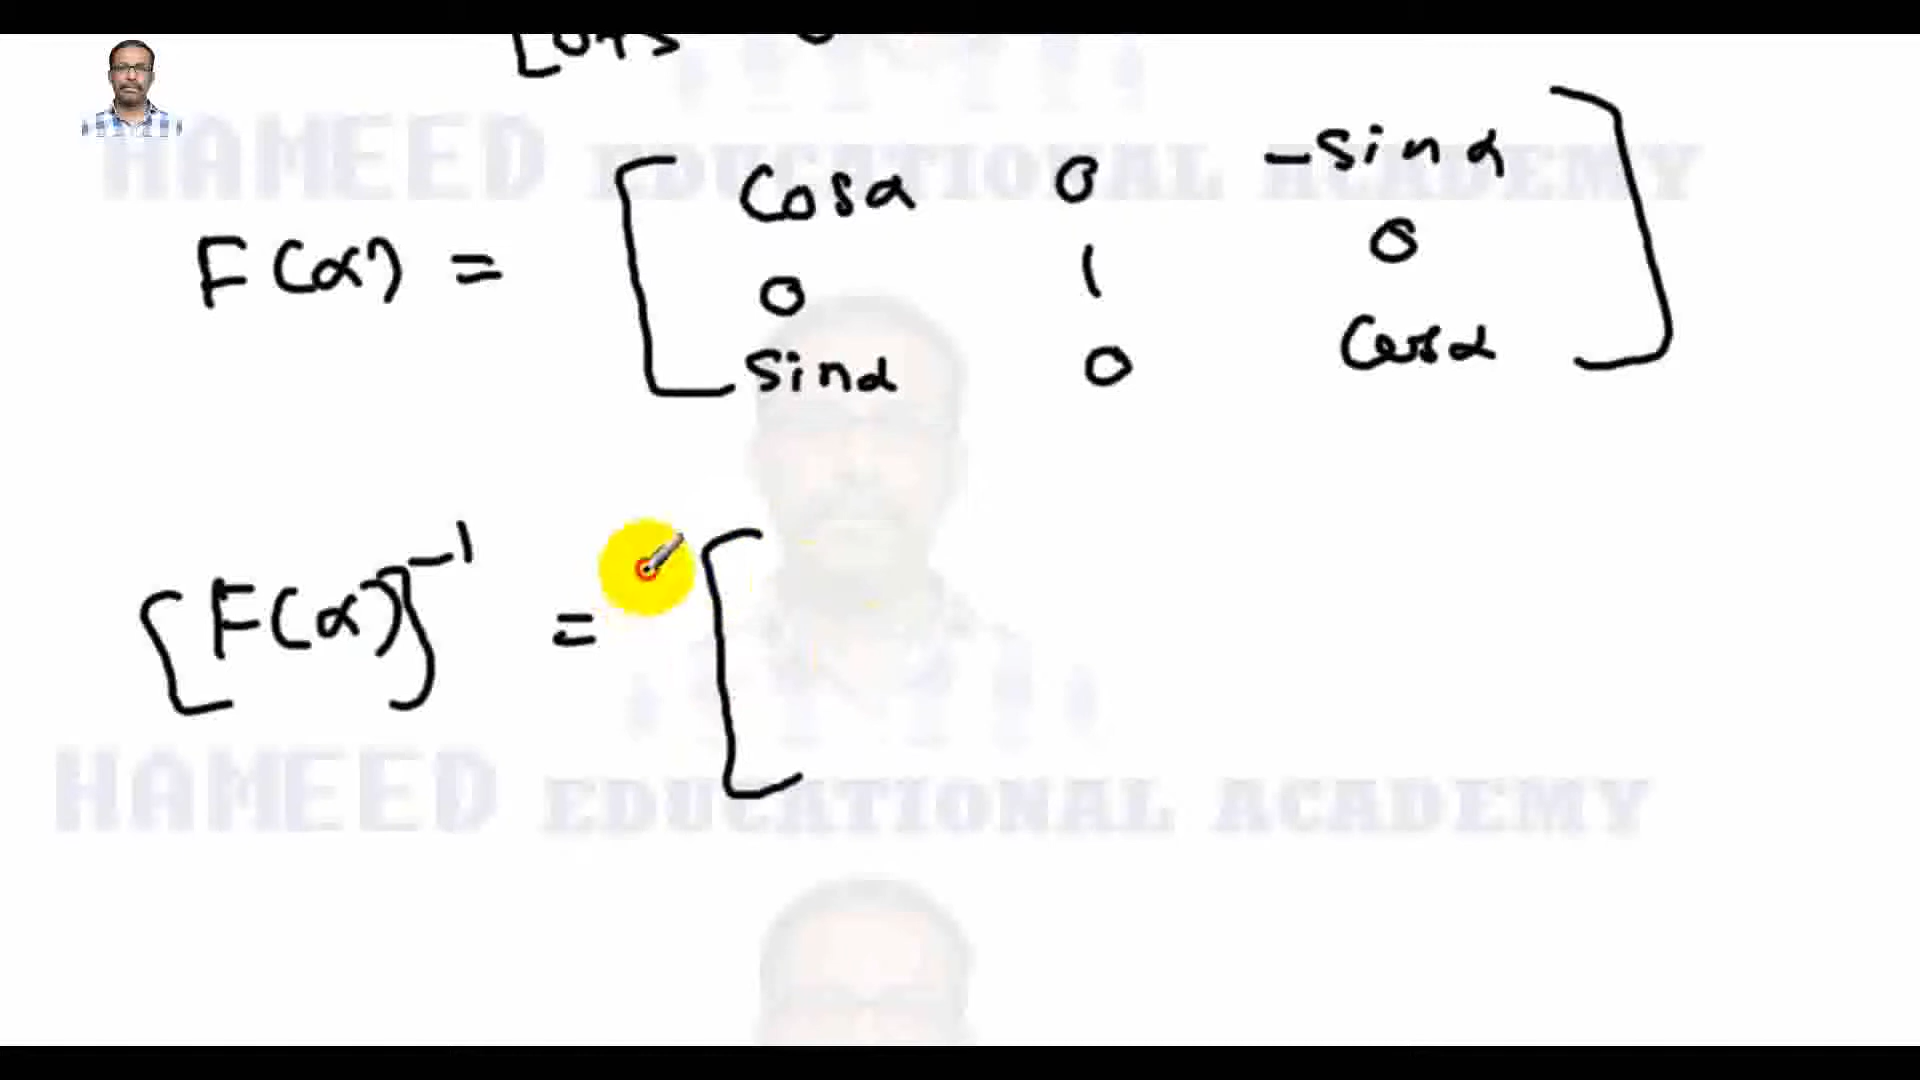 HAMEED EDUCATIONAL ACADEMY
F(α) = [ Cosα 0 -sinα
0 1 0
Sinα 0 Cosα ]
[F(α)]⁻¹ = [
HAMEED EDUCATIONAL ACADEMY